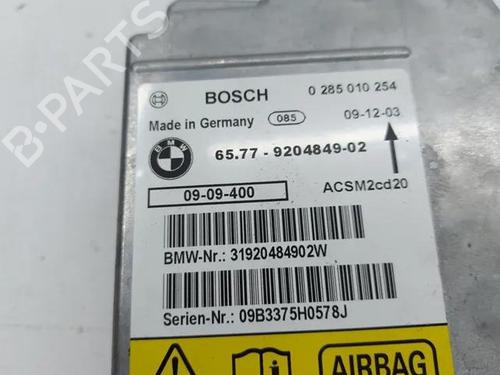 B-PARTS
BOSCH 0 285 010 254
Made in Germany 085 09-12-03
BMW 65.77 - 9204849-02
09-09-400 ACSM2cd20
BMW-Nr.: 31920484902W
Serien-Nr.: 09B3375H0578J
AIRBAG